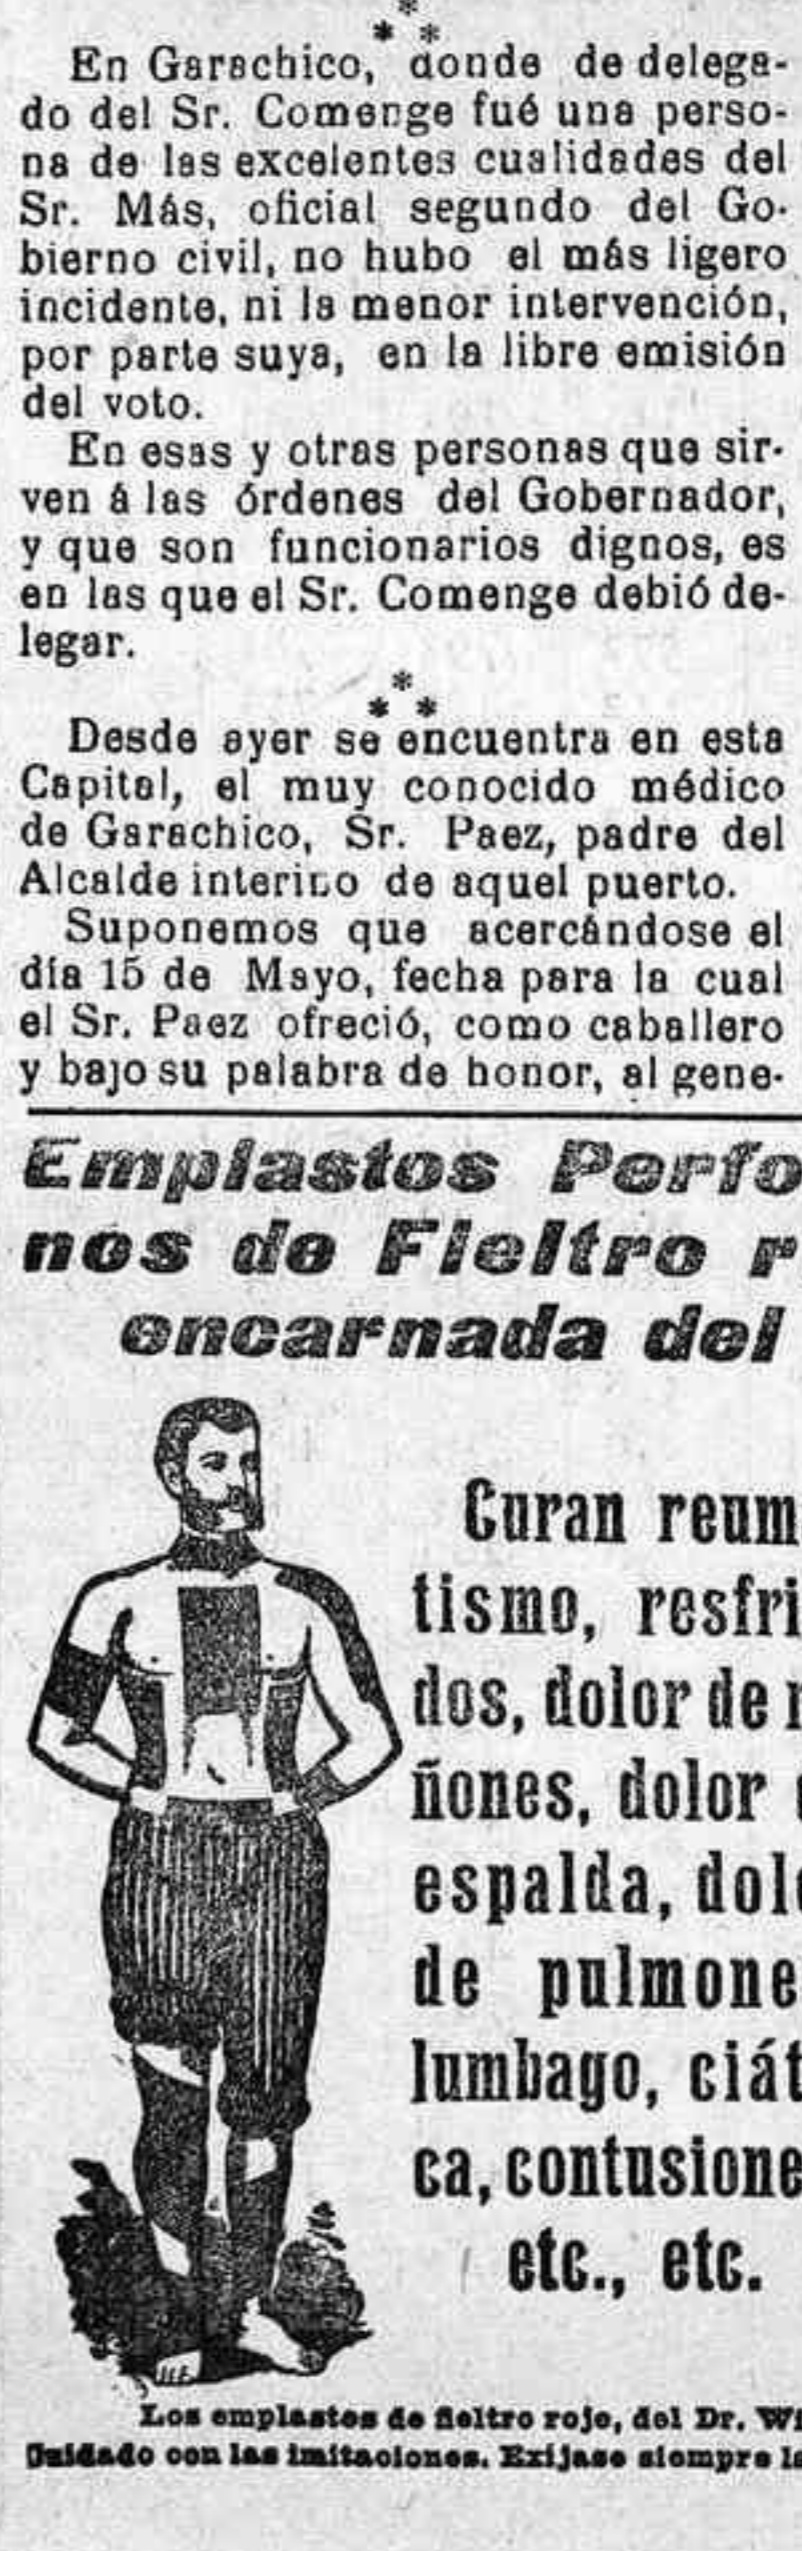 *
* *
En Garachico, donde de delega-
do del Sr. Comenge fué una perso-
na de las excelentes cualidades del
Sr. Más, oficial segundo del Go-
bierno civil, no hubo el más ligero
incidente, ni la menor intervención,
por parte suya, en la libre emisión
del voto.
En esas y otras personas que sir-
ven á las órdenes del Gobernador,
y que son funcionarios dignos, es
en las que el Sr. Comenge debió de-
legar.
*
* *
Desde ayer se encuentra en esta
Capital, el muy conocido médico
de Garachico, Sr. Paez, padre del
Alcalde interino de aquel puerto.
Suponemos que acercándose el
día 15 de Mayo, fecha para la cual
el Sr. Paez ofreció, como caballero
y bajo su palabra de honor, al gene-
Emplastos Perfo
nos de Fieltro r
encarnada del
Curan reum
tismo, resfri
dos, dolor de r
ñones, dolor
espalda, dol
de pulmone
lumbago, ciát
ca, contusione
etc., etc.
Los emplastos de fieltro rojo, del Dr. Wi
Cuidado con las imitaciones. Exíjase siempre la